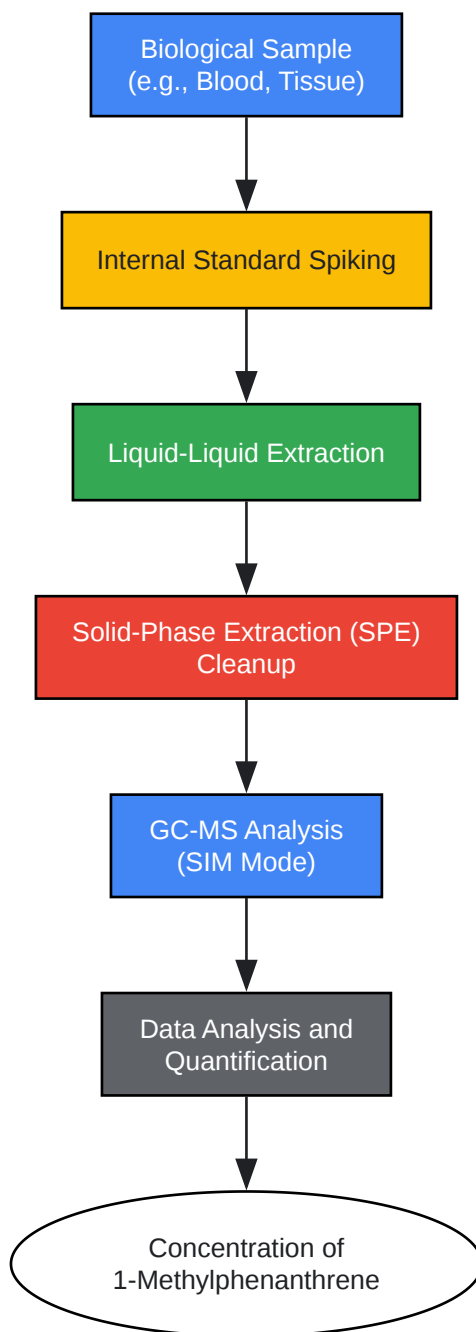 Biological Sample
(e.g., Blood, Tissue)
Internal Standard Spiking
Liquid-Liquid Extraction
Solid-Phase Extraction (SPE)
Cleanup
GC-MS Analysis
(SIM Mode)
Data Analysis and
Quantification
Concentration of
1-Methylphenanthrene